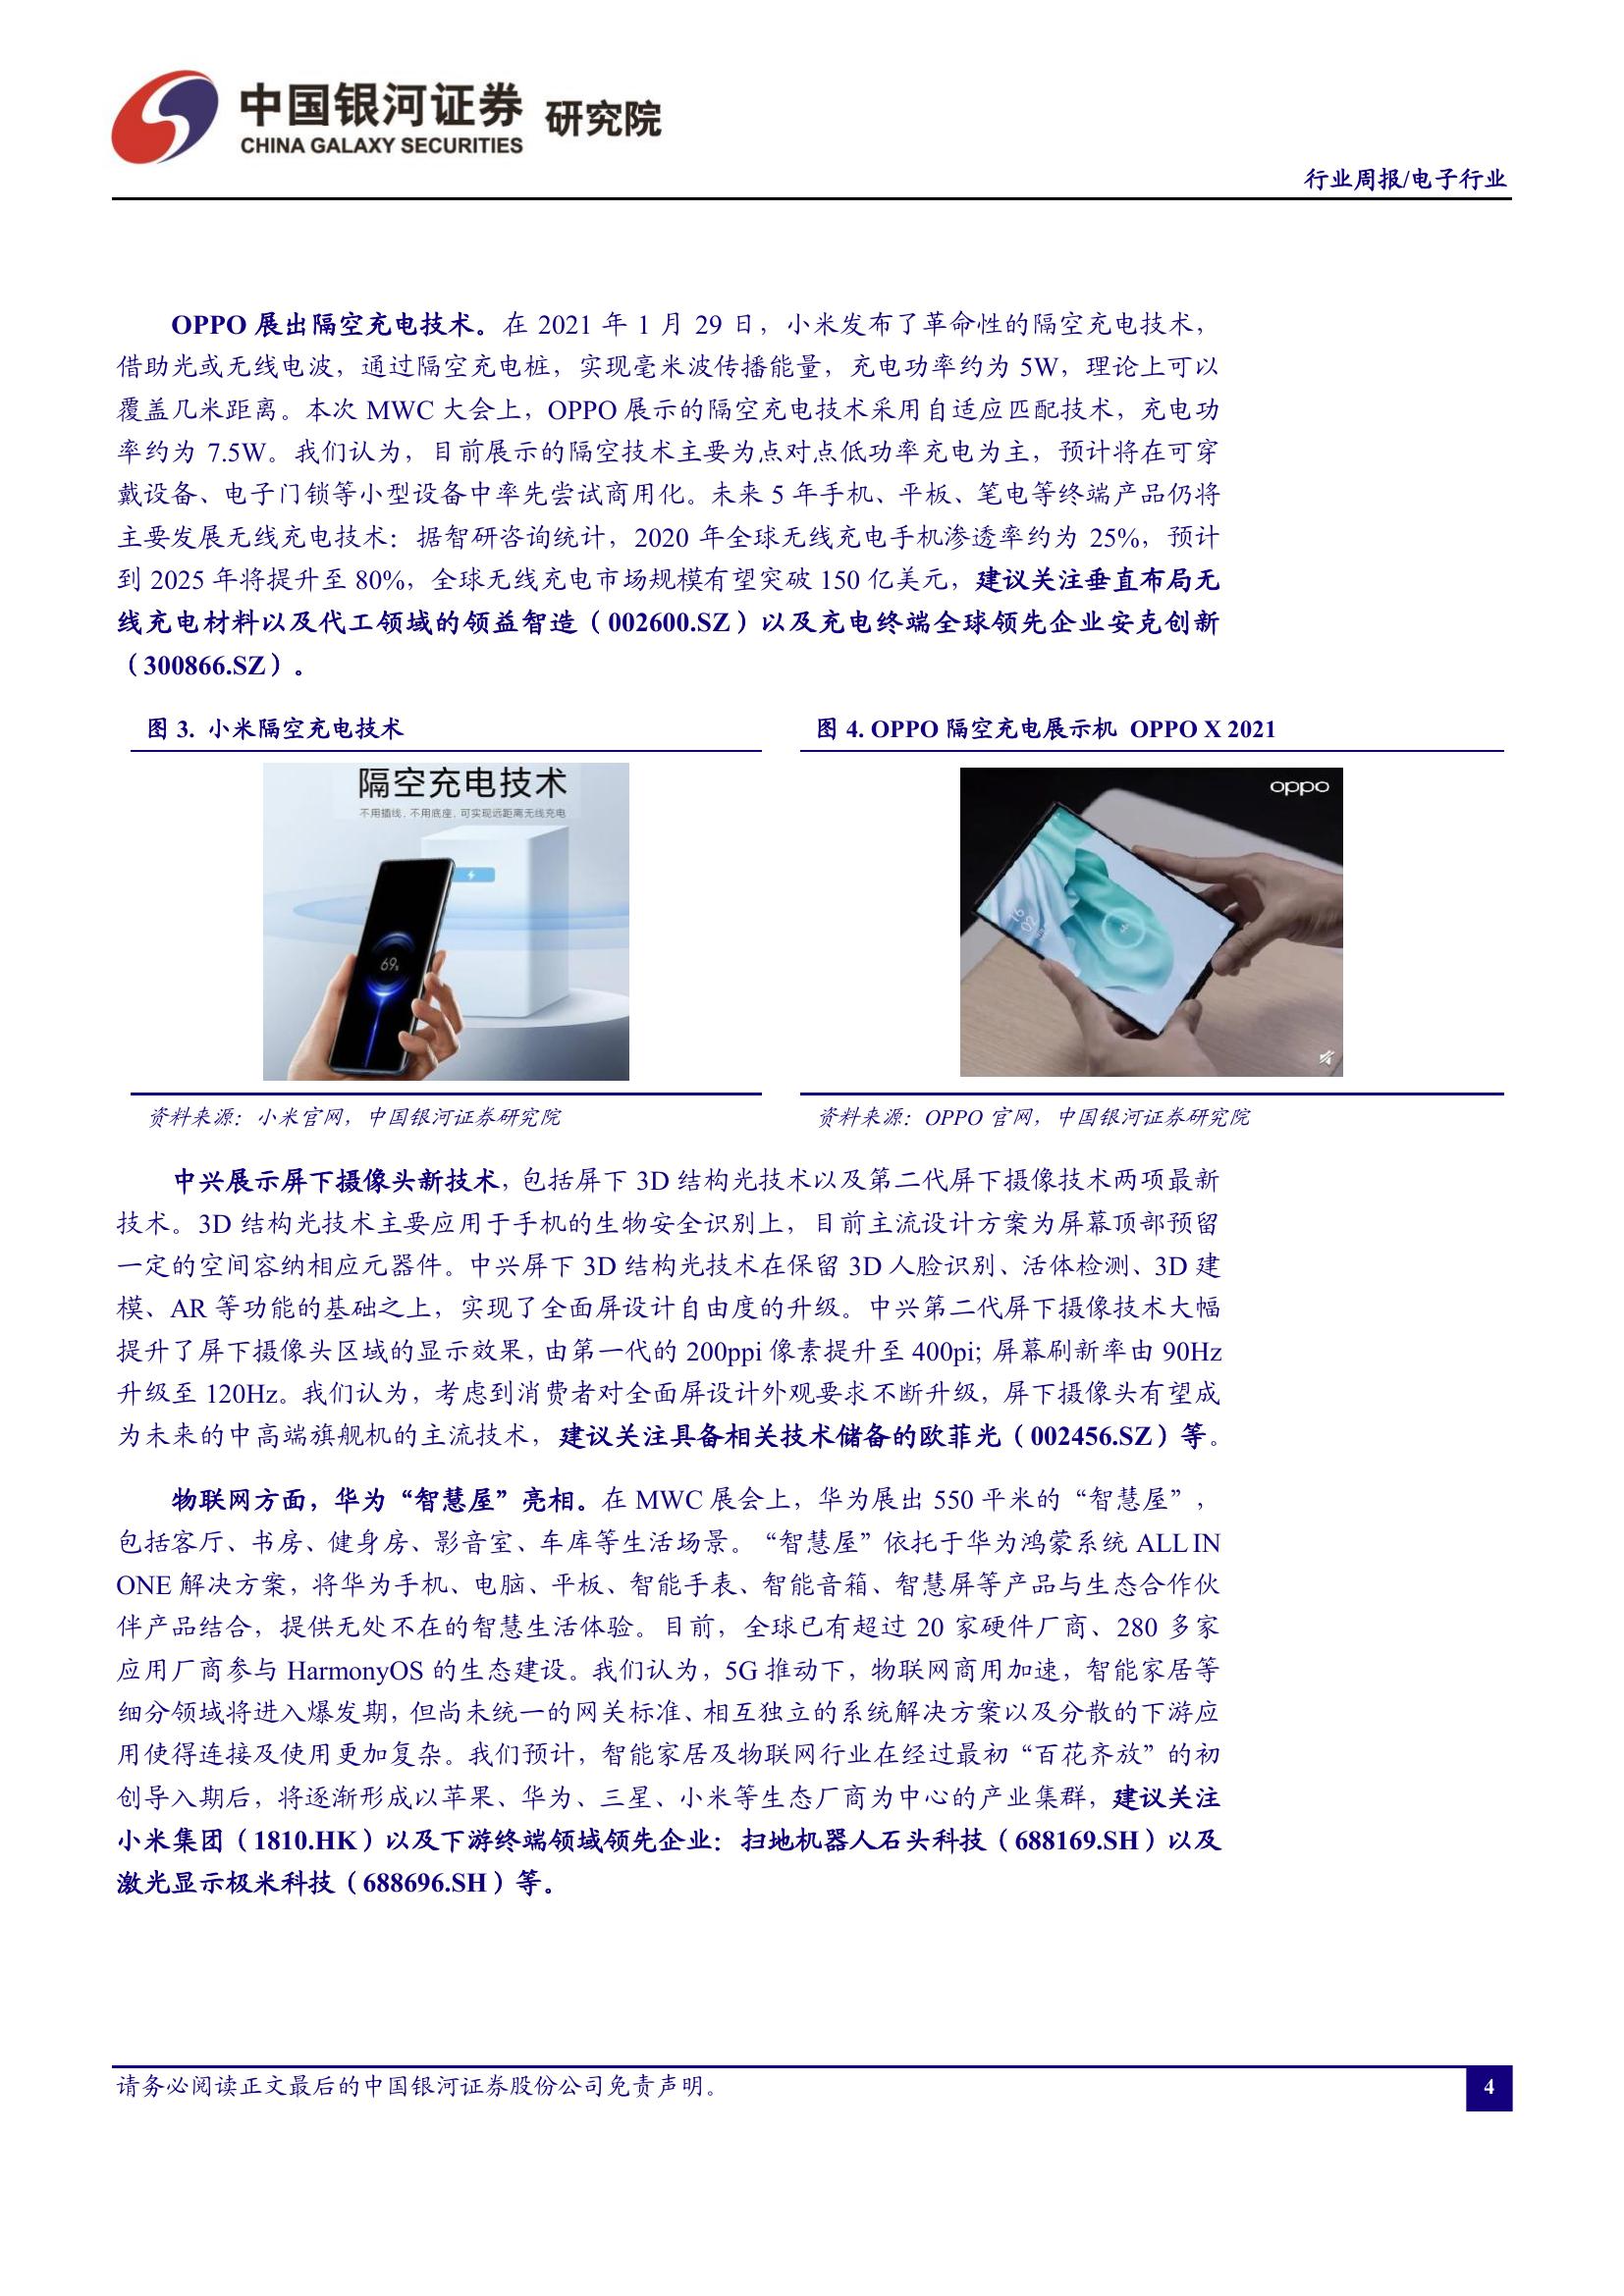 中国银河证券 研究院
CHINA GALAXY SECURITIES
行业周报/电子行业
OPPO 展出隔空充电技术。在 2021 年 1 月 29 日，小米发布了革命性的隔空充电技术，
借助光或无线电波，通过隔空充电桩，实现毫米波传播能量，充电功率约为 5W，理论上可以
覆盖几米距离。本次 MWC 大会上，OPPO 展示的隔空充电技术采用自适应匹配技术，充电功
率约为 7.5W。我们认为，目前展示的隔空技术主要为点对点低功率充电为主，预计将在可穿
戴设备、电子门锁等小型设备中率先尝试商用化。未来 5 年手机、平板、笔电等终端产品仍将
主要发展无线充电技术：据智研咨询统计，2020 年全球无线充电手机渗透率约为 25%，预计
到 2025 年将提升至 80%，全球无线充电市场规模有望突破 150 亿美元，建议关注垂直布局无
线充电材料以及代工领域的领益智造（002600.SZ）以及充电终端全球领先企业安克创新
（300866.SZ）。
图 3. 小米隔空充电技术
隔空充电技术
不用插线，不用底座，可实现远距离无线充电
69%
资料来源：小米官网，中国银河证券研究院
图 4. OPPO 隔空充电展示机 OPPO X 2021
oppo
16
02
资料来源：OPPO 官网，中国银河证券研究院
中兴展示屏下摄像头新技术，包括屏下 3D 结构光技术以及第二代屏下摄像技术两项最新
技术。3D 结构光技术主要应用于手机的生物安全识别上，目前主流设计方案为屏幕顶部预留
一定的空间容纳相应元器件。中兴屏下 3D 结构光技术在保留 3D 人脸识别、活体检测、3D 建
模、AR 等功能的基础之上，实现了全面屏设计自由度的升级。中兴第二代屏下摄像技术大幅
提升了屏下摄像头区域的显示效果，由第一代的 200ppi 像素提升至 400pi; 屏幕刷新率由 90Hz
升级至 120Hz。我们认为，考虑到消费者对全面屏设计外观要求不断升级，屏下摄像头有望成
为未来的中高端旗舰机的主流技术，建议关注具备相关技术储备的欧菲光（002456.SZ）等。
物联网方面，华为“智慧屋”亮相。在 MWC 展会上，华为展出 550 平米的“智慧屋”，
包括客厅、书房、健身房、影音室、车库等生活场景。“智慧屋”依托于华为鸿蒙系统 ALL IN
ONE 解决方案，将华为手机、电脑、平板、智能手表、智能音箱、智慧屏等产品与生态合作伙
伴产品结合，提供无处不在的智慧生活体验。目前，全球已有超过 20 家硬件厂商、280 多家
应用厂商参与 HarmonyOS 的生态建设。我们认为，5G 推动下，物联网商用加速，智能家居等
细分领域将进入爆发期，但尚未统一的网关标准、相互独立的系统解决方案以及分散的下游应
用使得连接及使用更加复杂。我们预计，智能家居及物联网行业在经过最初“百花齐放”的初
创导入期后，将逐渐形成以苹果、华为、三星、小米等生态厂商为中心的产业集群，建议关注
小米集团（1810.HK）以及下游终端领域领先企业：扫地机器人石头科技（688169.SH）以及
激光显示极米科技（688696.SH）等。
请务必阅读正文最后的中国银河证券股份公司免责声明。
4